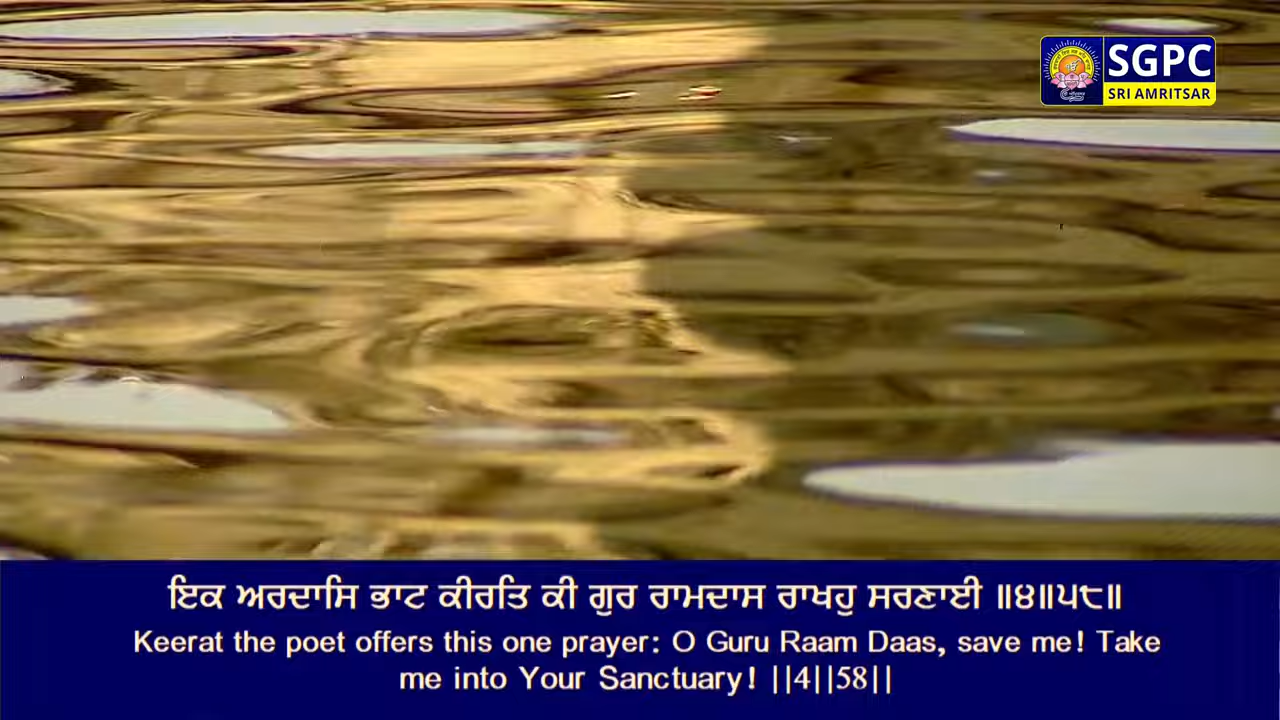 SGPC
SRI AMRITSAR
ਇਕ ਅਰਦਾਸਿ ਭਾਟ ਕੀਰਤਿ ਕੀ ਗੁਰ ਰਾਮਦਾਸ ਰਾਖਹੁ ਸਰਣਾਈ ॥੪॥੫੮॥
Keerat the poet offers this one prayer: O Guru Raam Daas, save me! Take
me into Your Sanctuary! ||4||58||